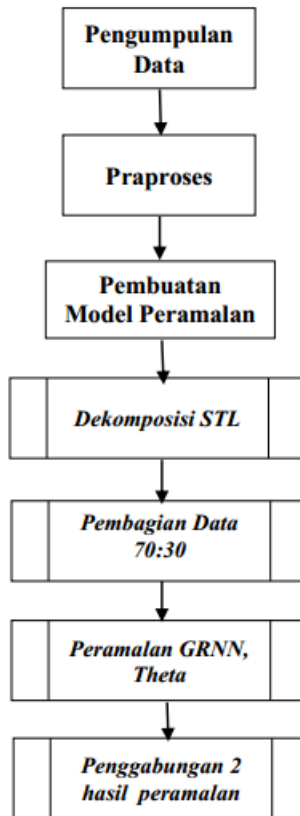 Pengumpulan
Data
Praproses
Pembuatan
Model Peramalan
Dekomposisi STL
Pembagian Data
70:30
Peramalan GRNN,
Theta
Penggabungan 2
hasil peramalan